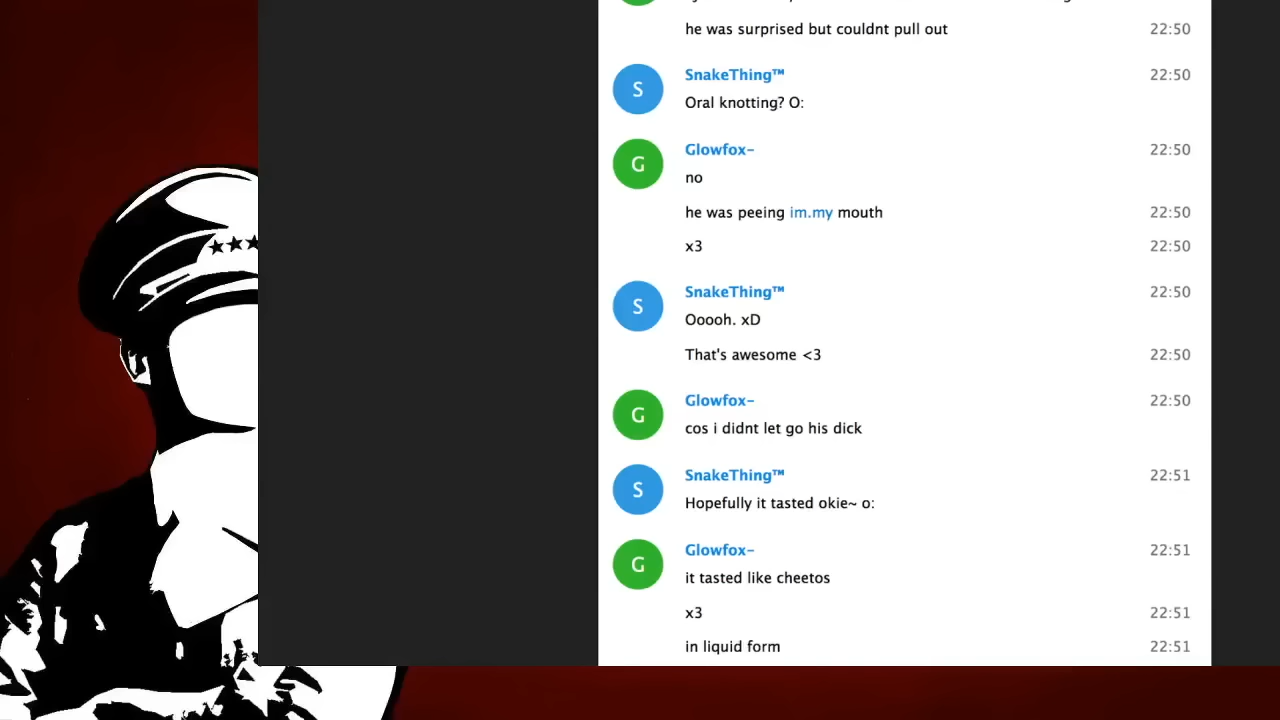 he was surprised but couldnt pull out 22:50
S SnakeThing™ 22:50
Oral knotting? O:
G Glowfox− 22:50
no
he was peeing im.my mouth 22:50
x3 22:50
S SnakeThing™ 22:50
Ooooh. xD
That's awesome <3 22:50
G Glowfox− 22:50
cos i didnt let go his dick
S SnakeThing™ 22:51
Hopefully it tasted okie~ o:
G Glowfox− 22:51
it tasted like cheetos
x3 22:51
in liquid form 22:51